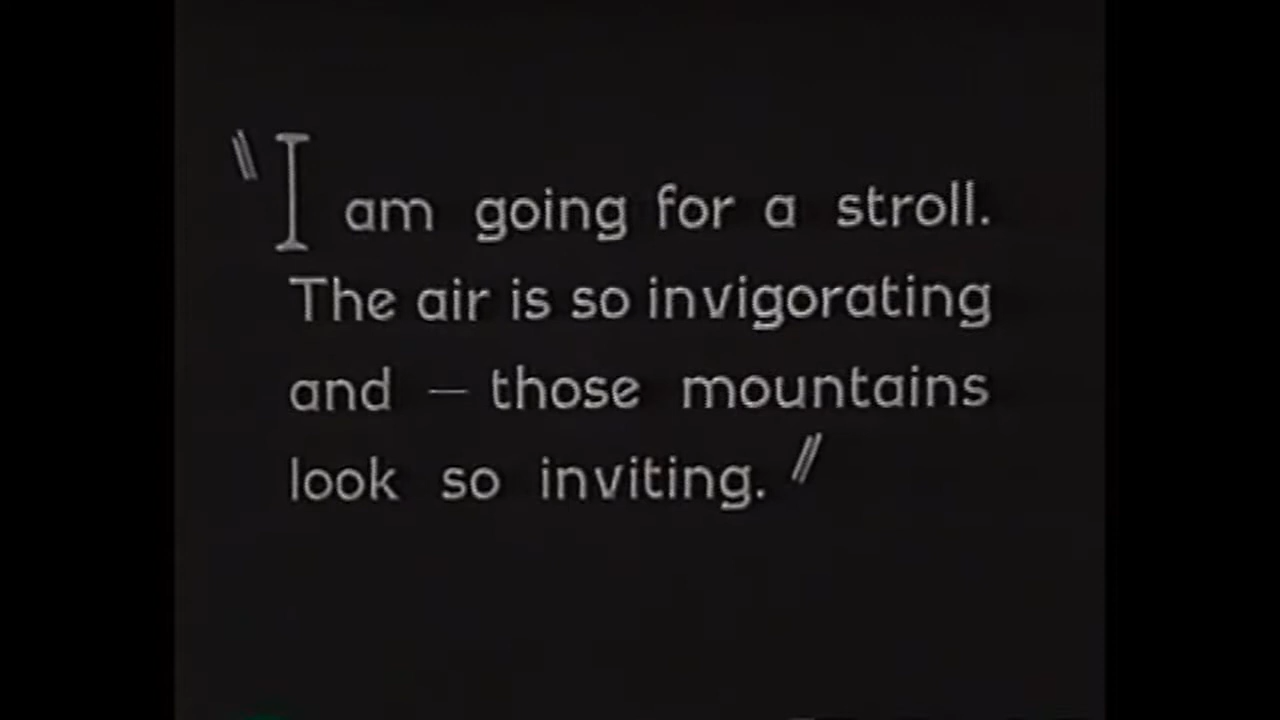 "I am going for a stroll.
The air is so invigorating
and — those mountains
look so inviting."